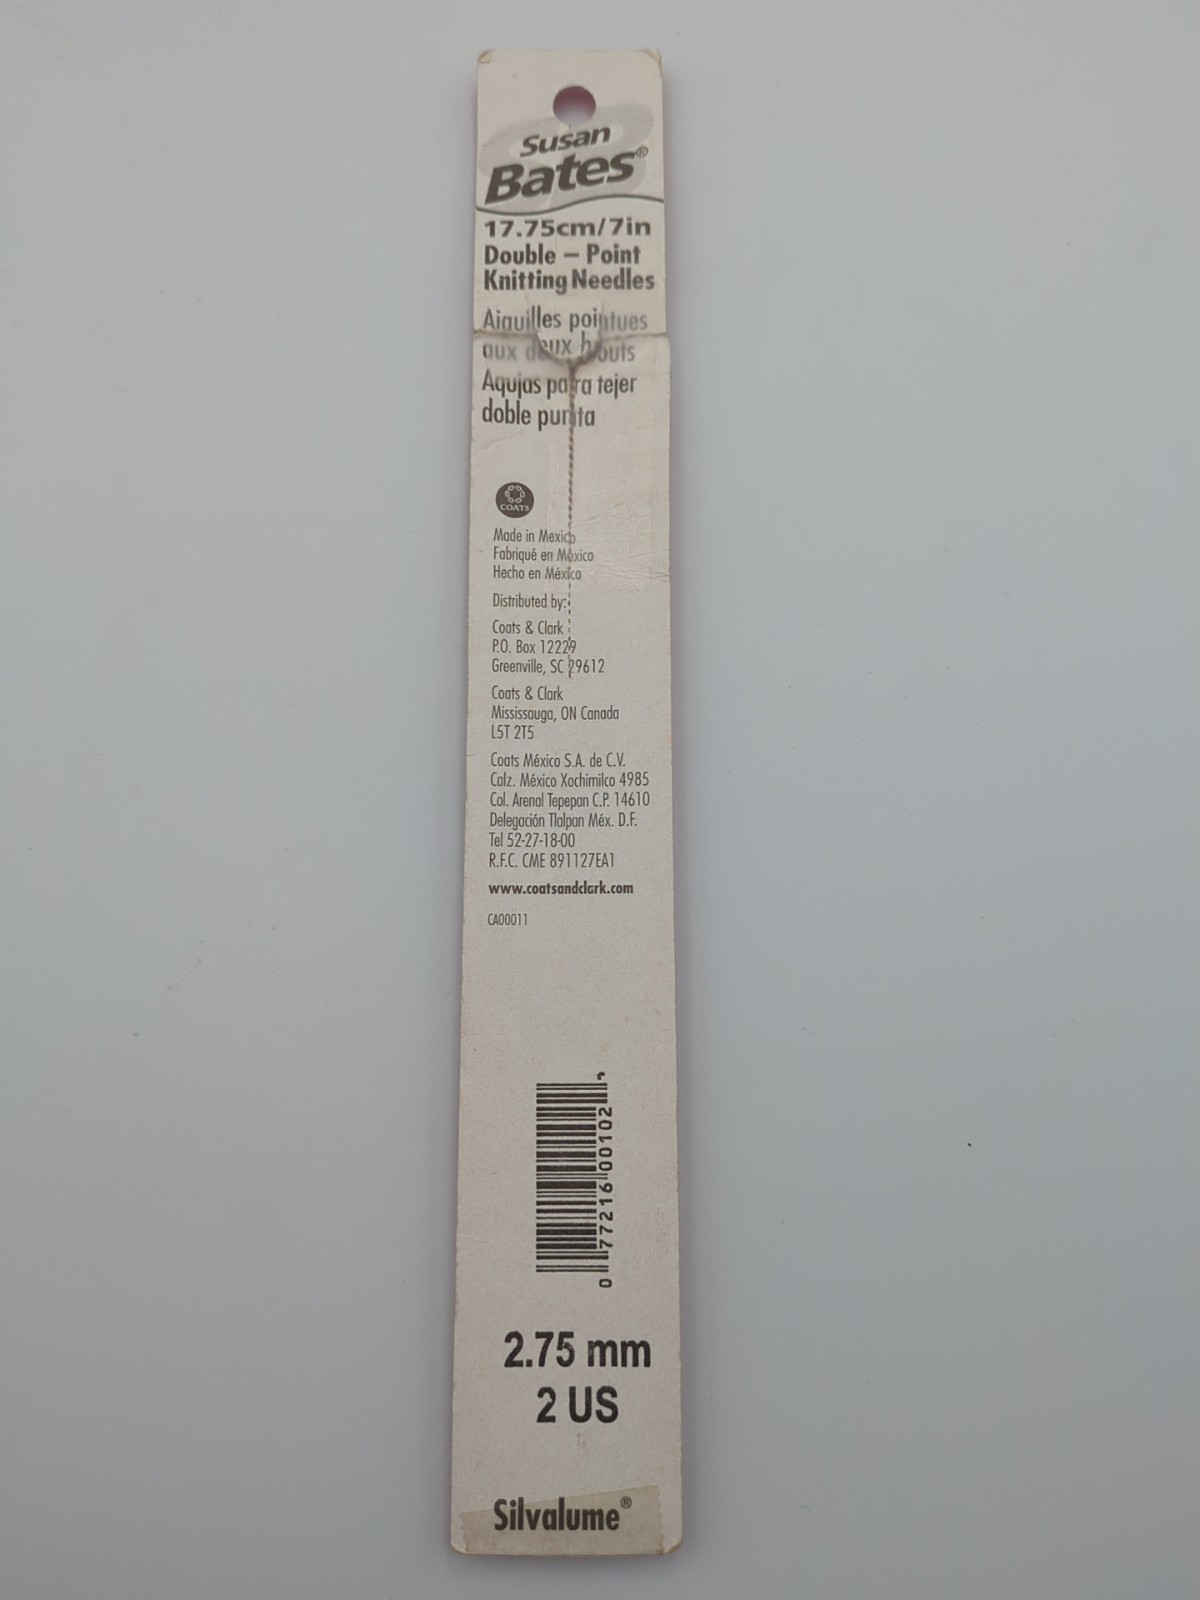 Susan
Bates®
17.75cm/7in
Double – Point
Knitting Needles
Aiguilles pointues
aux deux bouts
Agujas para tejer
doble punta
COATS
Made in Mexico
Fabriqué en México
Hecho en México
Distributed by:
Coats & Clark
P.O. Box 12229
Greenville, SC 29612
Coats & Clark
Mississauga, ON Canada
L5T 2T5
Coats México S.A. de C.V.
Calz. México Xochimilco 4985
Col. Arenal Tepepan C.P. 14610
Delegación Tlalpan Méx. D.F.
Tel 52-27-18-00
R.F.C. CME 891127EA1
www.coatsandclark.com
CA00011
0 77216 00102
2.75 mm
2 US
Silvalume®